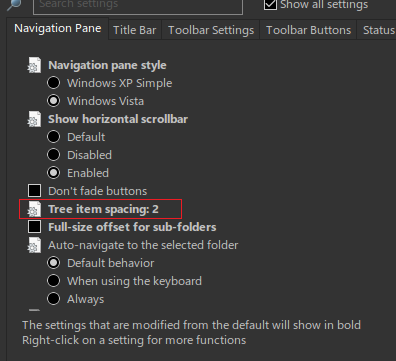 Search settings
Show all settings
Navigation Pane Title Bar Toolbar Settings Toolbar Buttons Status
Navigation pane style
Windows XP Simple
Windows Vista
Show horizontal scrollbar
Default
Disabled
Enabled
Don't fade buttons
Tree item spacing: 2
Full-size offset for sub-folders
Auto-navigate to the selected folder
Default behavior
When using the keyboard
Always
The settings that are modified from the default will show in bold
Right-click on a setting for more functions